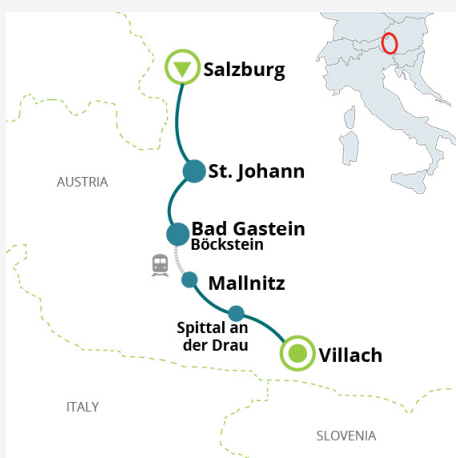 Salzburg
St. Johann
AUSTRIA
Bad Gastein
Böckstein
Mallnitz
Spittal an
der Drau
Villach
ITALY
SLOVENIA